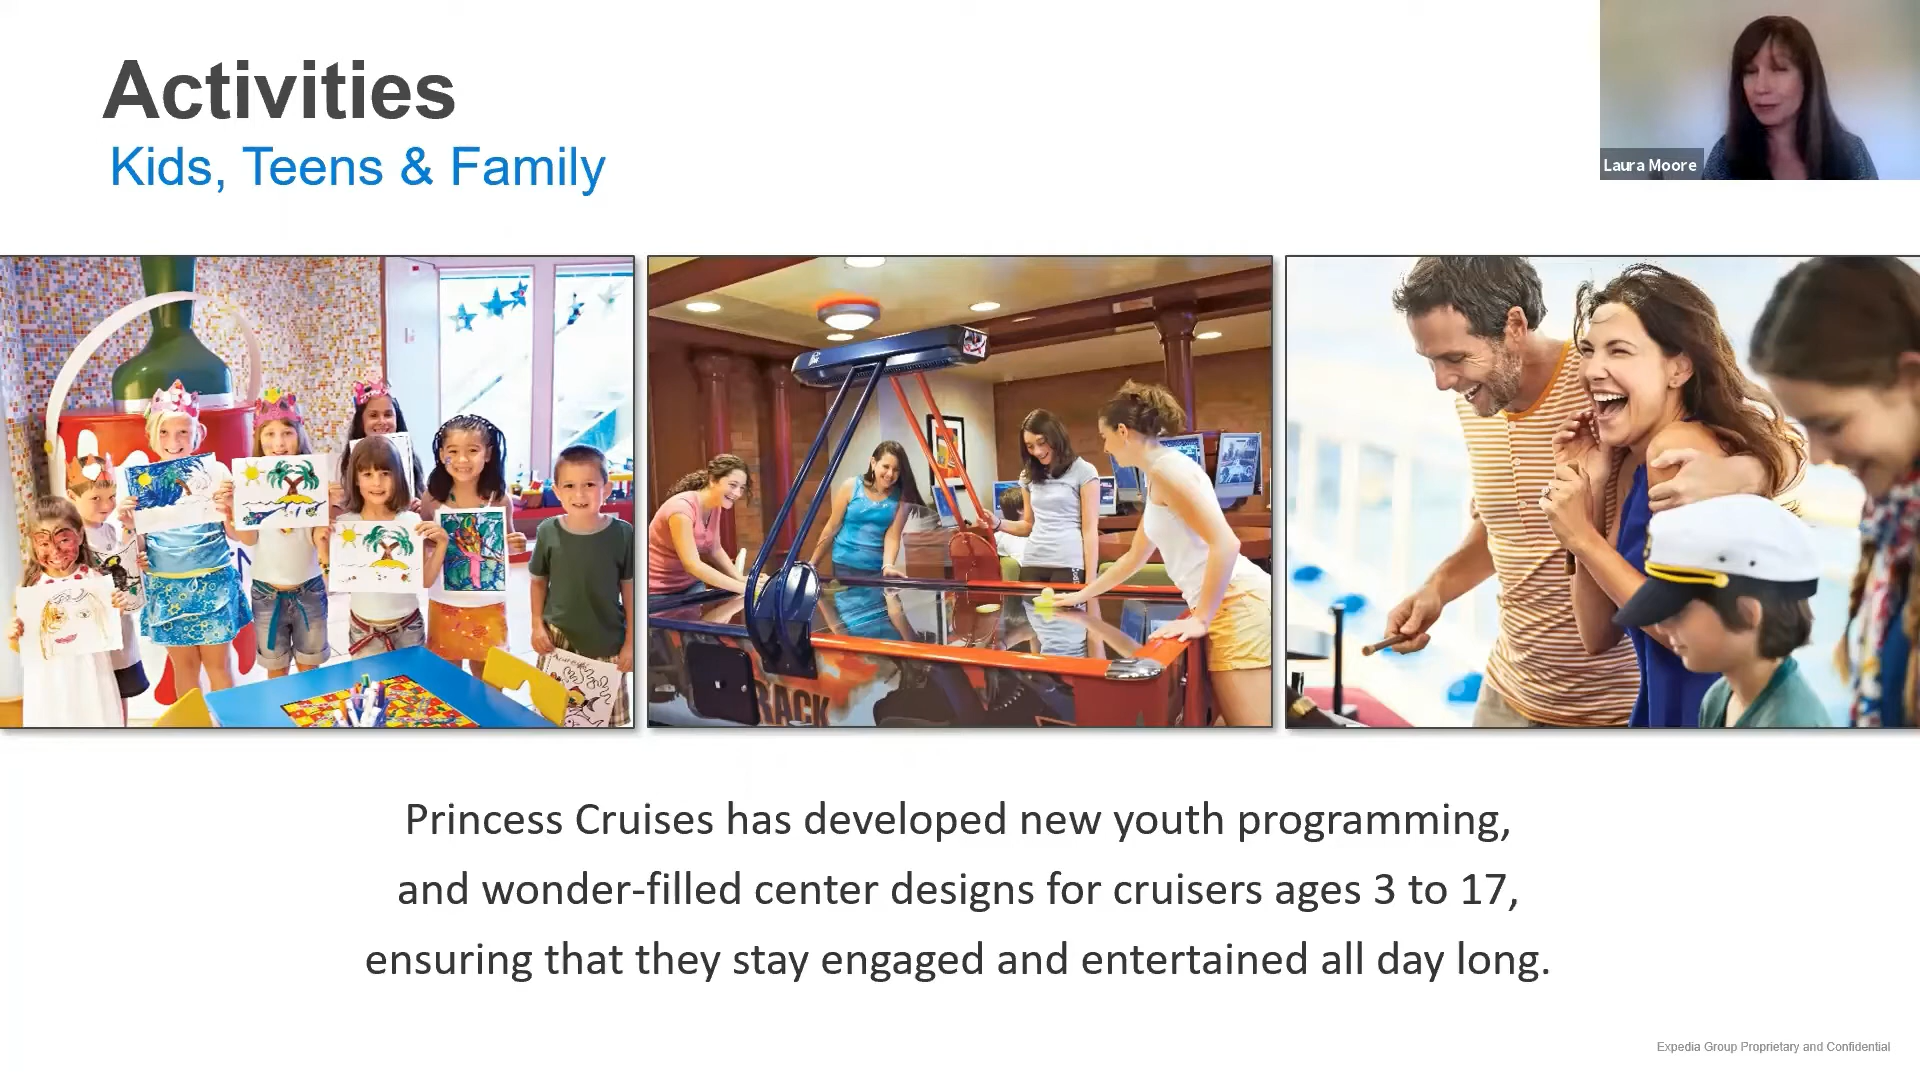 Activities
Kids, Teens & Family
Laura Moore
RACK
Princess Cruises has developed new youth programming,
and wonder-filled center designs for cruisers ages 3 to 17,
ensuring that they stay engaged and entertained all day long.
Expedia Group Proprietary and Confidential